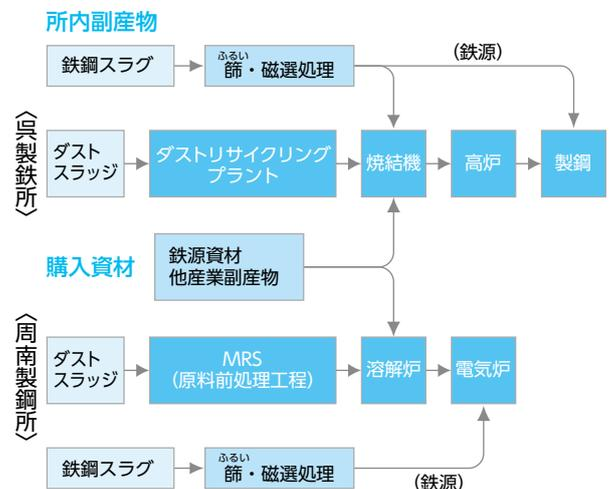 所内副産物
(鉄源)
鉄鋼スラグ
ふるい
篩・磁選処理
〈呉製鉄所〉
ダスト
スラッジ
ダストリサイクリング
プラント
焼結機
高炉
製鋼
購入資材
鉄源資材
他産業副産物
〈周南製鋼所〉
ダスト
スラッジ
MRS
(原料前処理工程)
溶解炉
電気炉
鉄鋼スラグ
ふるい
篩・磁選処理
(鉄源)